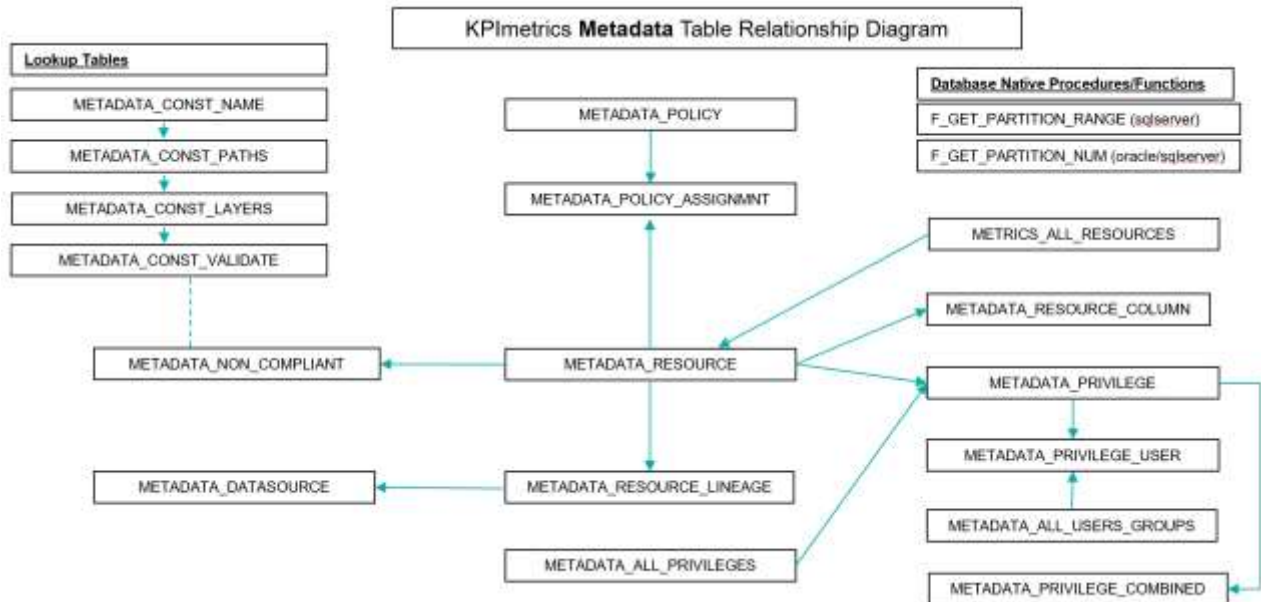 KPImetrics Metadata Table Relationship Diagram
Lookup Tables
METADATA_CONST_NAME
METADATA_CONST_PATHS
METADATA_CONST_LAYERS
METADATA_CONST_VALIDATE
METADATA_NON_COMPLIANT
METADATA_DATASOURCE
METADATA_POLICY
METADATA_POLICY_ASSIGNMNT
METADATA_RESOURCE
METADATA_RESOURCE_LINEAGE
METADATA_ALL_PRIVILEGES
Database Native Procedures/Functions
F_GET_PARTITION_RANGE (sqlserver)
F_GET_PARTITION_NUM (oracle/sqlserver)
METRICS_ALL_RESOURCES
METADATA_RESOURCE_COLUMN
METADATA_PRIVILEGE
METADATA_PRIVILEGE_USER
METADATA_ALL_USERS_GROUPS
METADATA_PRIVILEGE_COMBINED